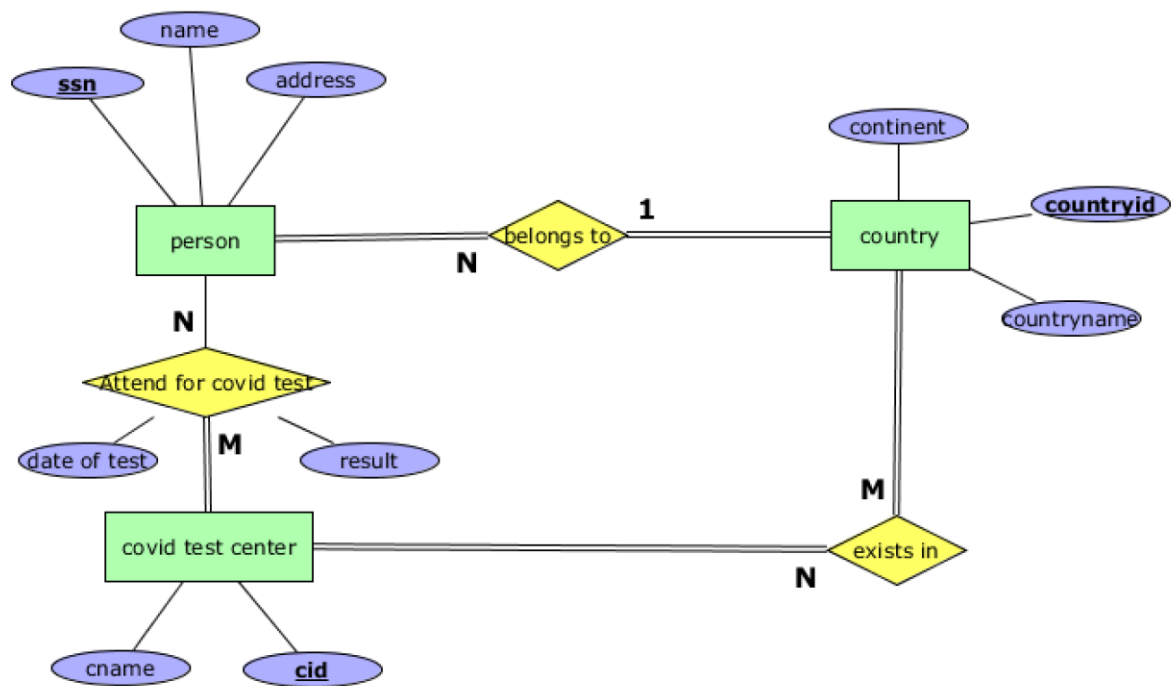 name
ssn
address
continent
countryid
person
N
belongs to
1
country
countryname
N
Attend for covid test
date of test
M
result
M
covid test center
N
exists in
cname
cid